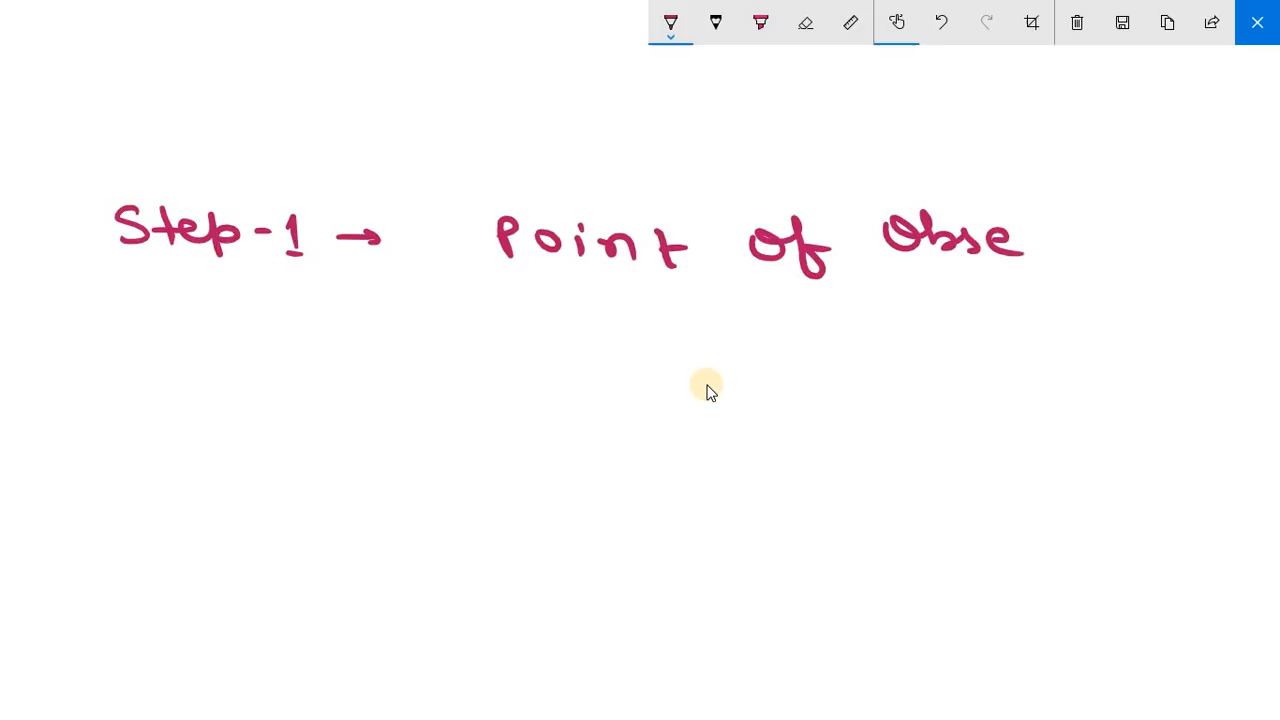 Step-1 → Point of Obse